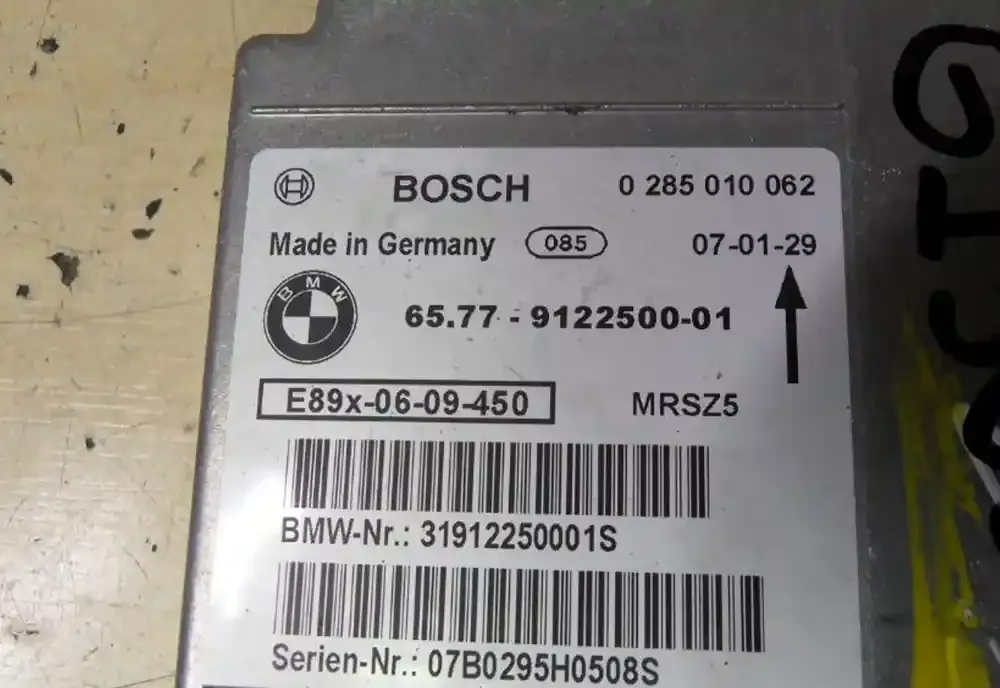 BOSCH 0 285 010 062
Made in Germany 085 07-01-29
BMW 65.77 - 9122500-01
E89x-06-09-450 MRSZ5
BMW-Nr.: 31912250001S
Serien-Nr.: 07B0295H0508S